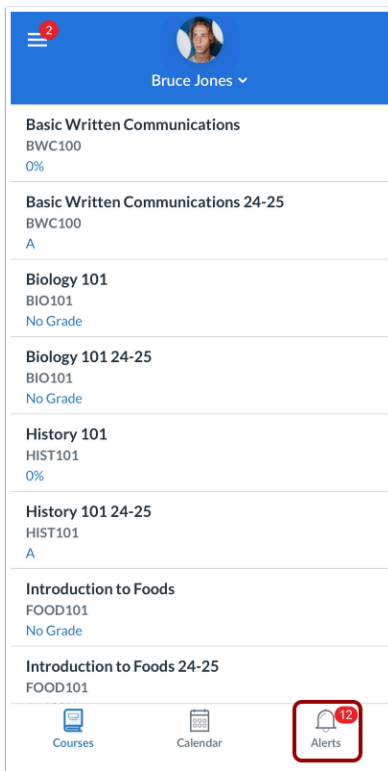 2
Bruce Jones
Basic Written Communications
BWC100
0%
Basic Written Communications 24-25
BWC100
A
Biology 101
BIO101
No Grade
Biology 101 24-25
BIO101
No Grade
History 101
HIST101
0%
History 101 24-25
HIST101
A
Introduction to Foods
FOOD101
No Grade
Introduction to Foods 24-25
FOOD101
12
Courses Calendar Alerts